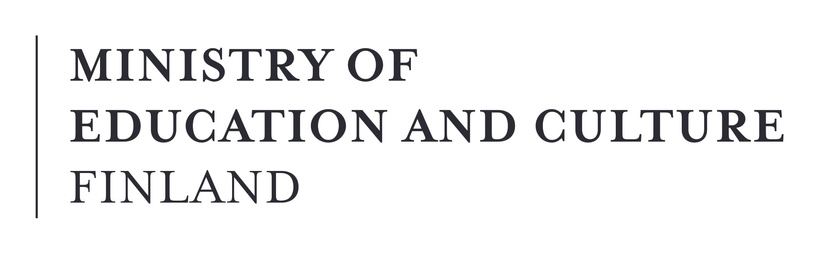 MINISTRY OF
EDUCATION AND CULTURE
FINLAND